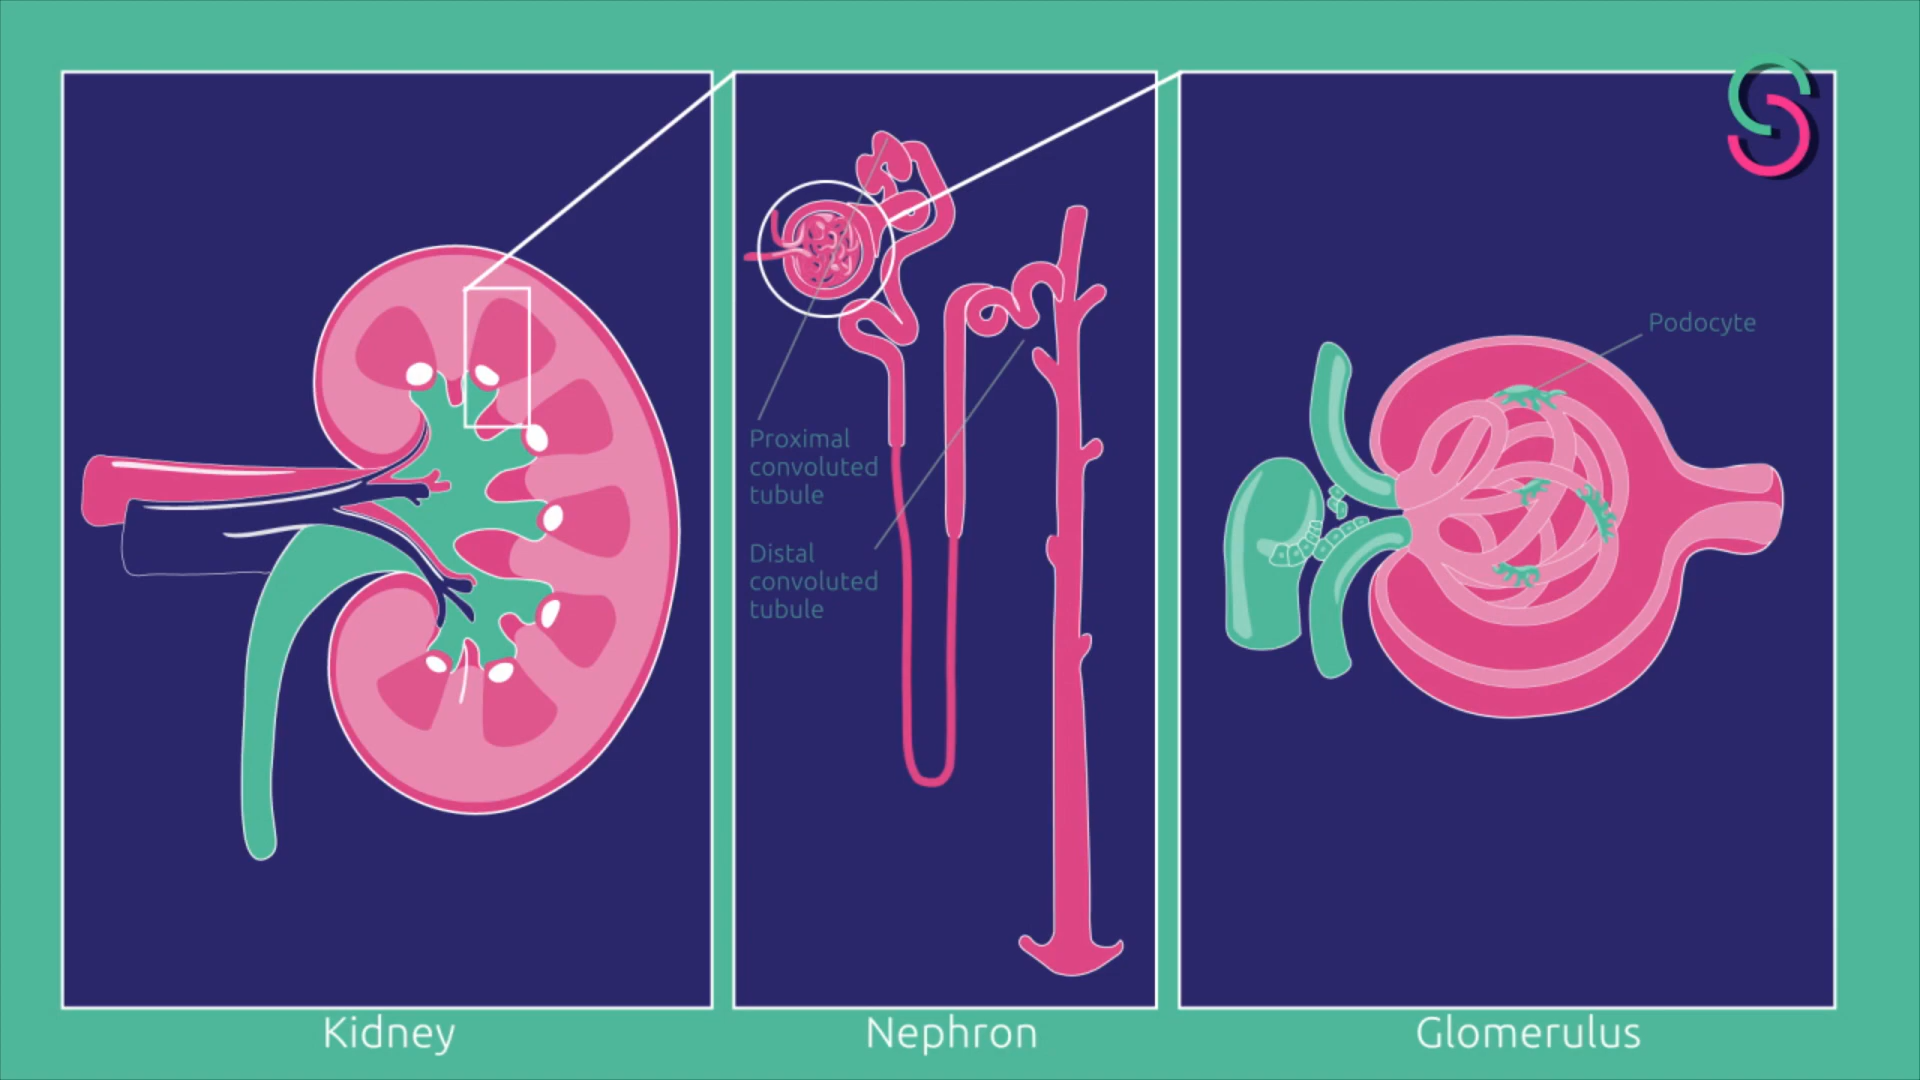 Podocyte
Proximal
convoluted
tubule
Distal
convoluted
tubule
Kidney
Nephron
Glomerulus